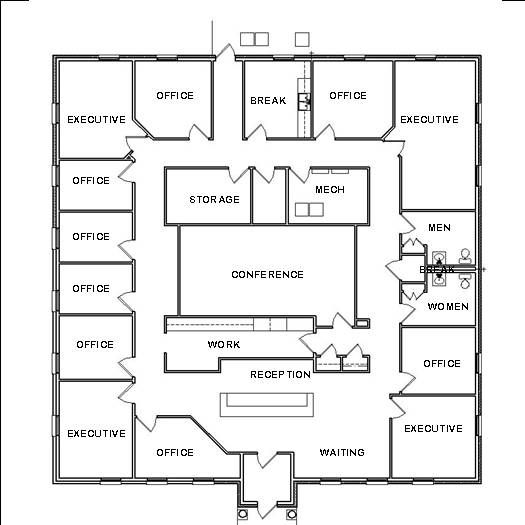 OFFICE
BREAK
OFFICE
EXECUTIVE
EXECUTIVE
OFFICE
MECH
STORAGE
MEN
OFFICE
BREAK
CONFERENCE
OFFICE
WOMEN
OFFICE
WORK
OFFICE
RECEPTION
EXECUTIVE
EXECUTIVE
OFFICE
WAITING